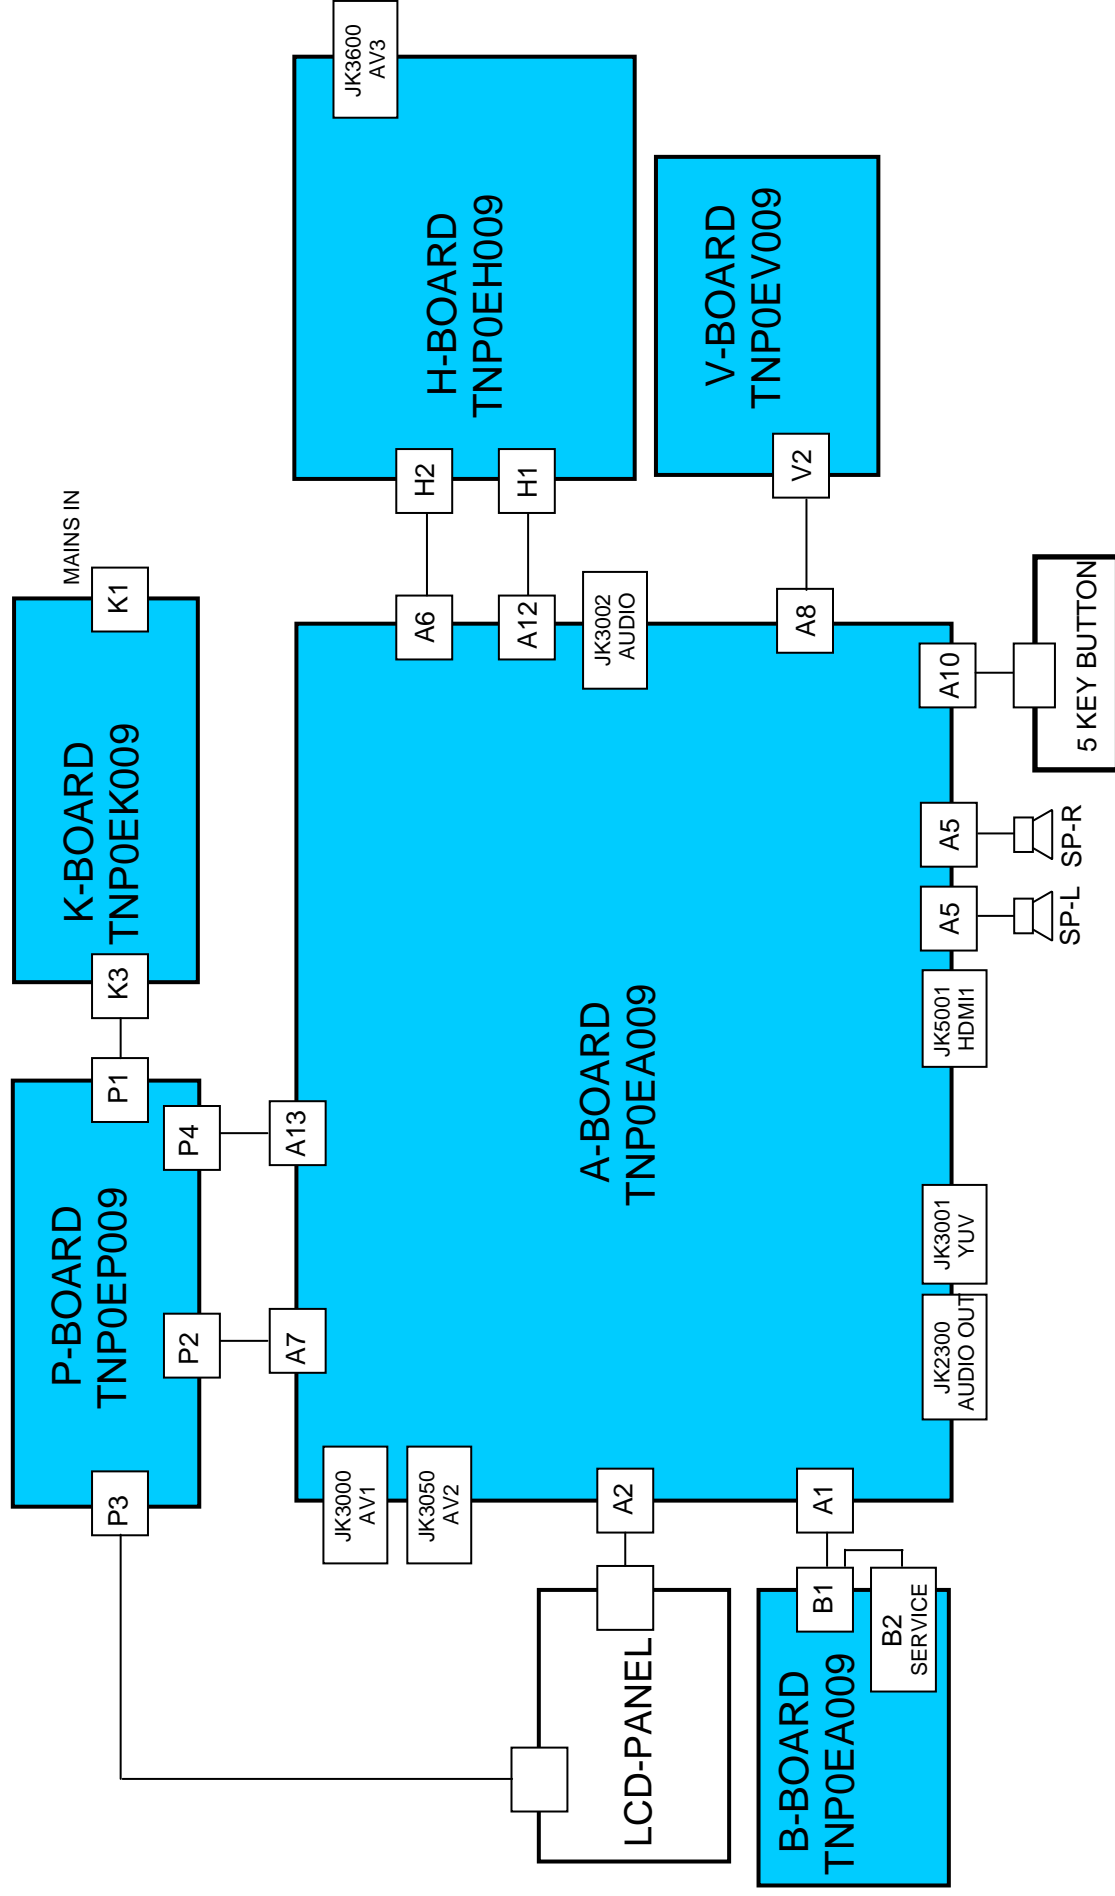 P-BOARD
TNP0EP009
P3
P2
P4
P1
K-BOARD
TNP0EK009
K3
K1
MAINS IN
JK3000
AV1
JK3050
AV2
A7
A13
A2
A1
A-BOARD
TNP0EA009
A6
A12
JK3002
AUDIO
A8
A10
A5
A5
JK5001
HDMI1
JK3001
YUV
JK2300
AUDIO OUT
SP-L
SP-R
5 KEY BUTTON
H-BOARD
TNP0EH009
JK3600
AV3
H2
H1
V-BOARD
TNP0EV009
V2
LCD-PANEL
B-BOARD
TNP0EA009
B1
B2
SERVICE